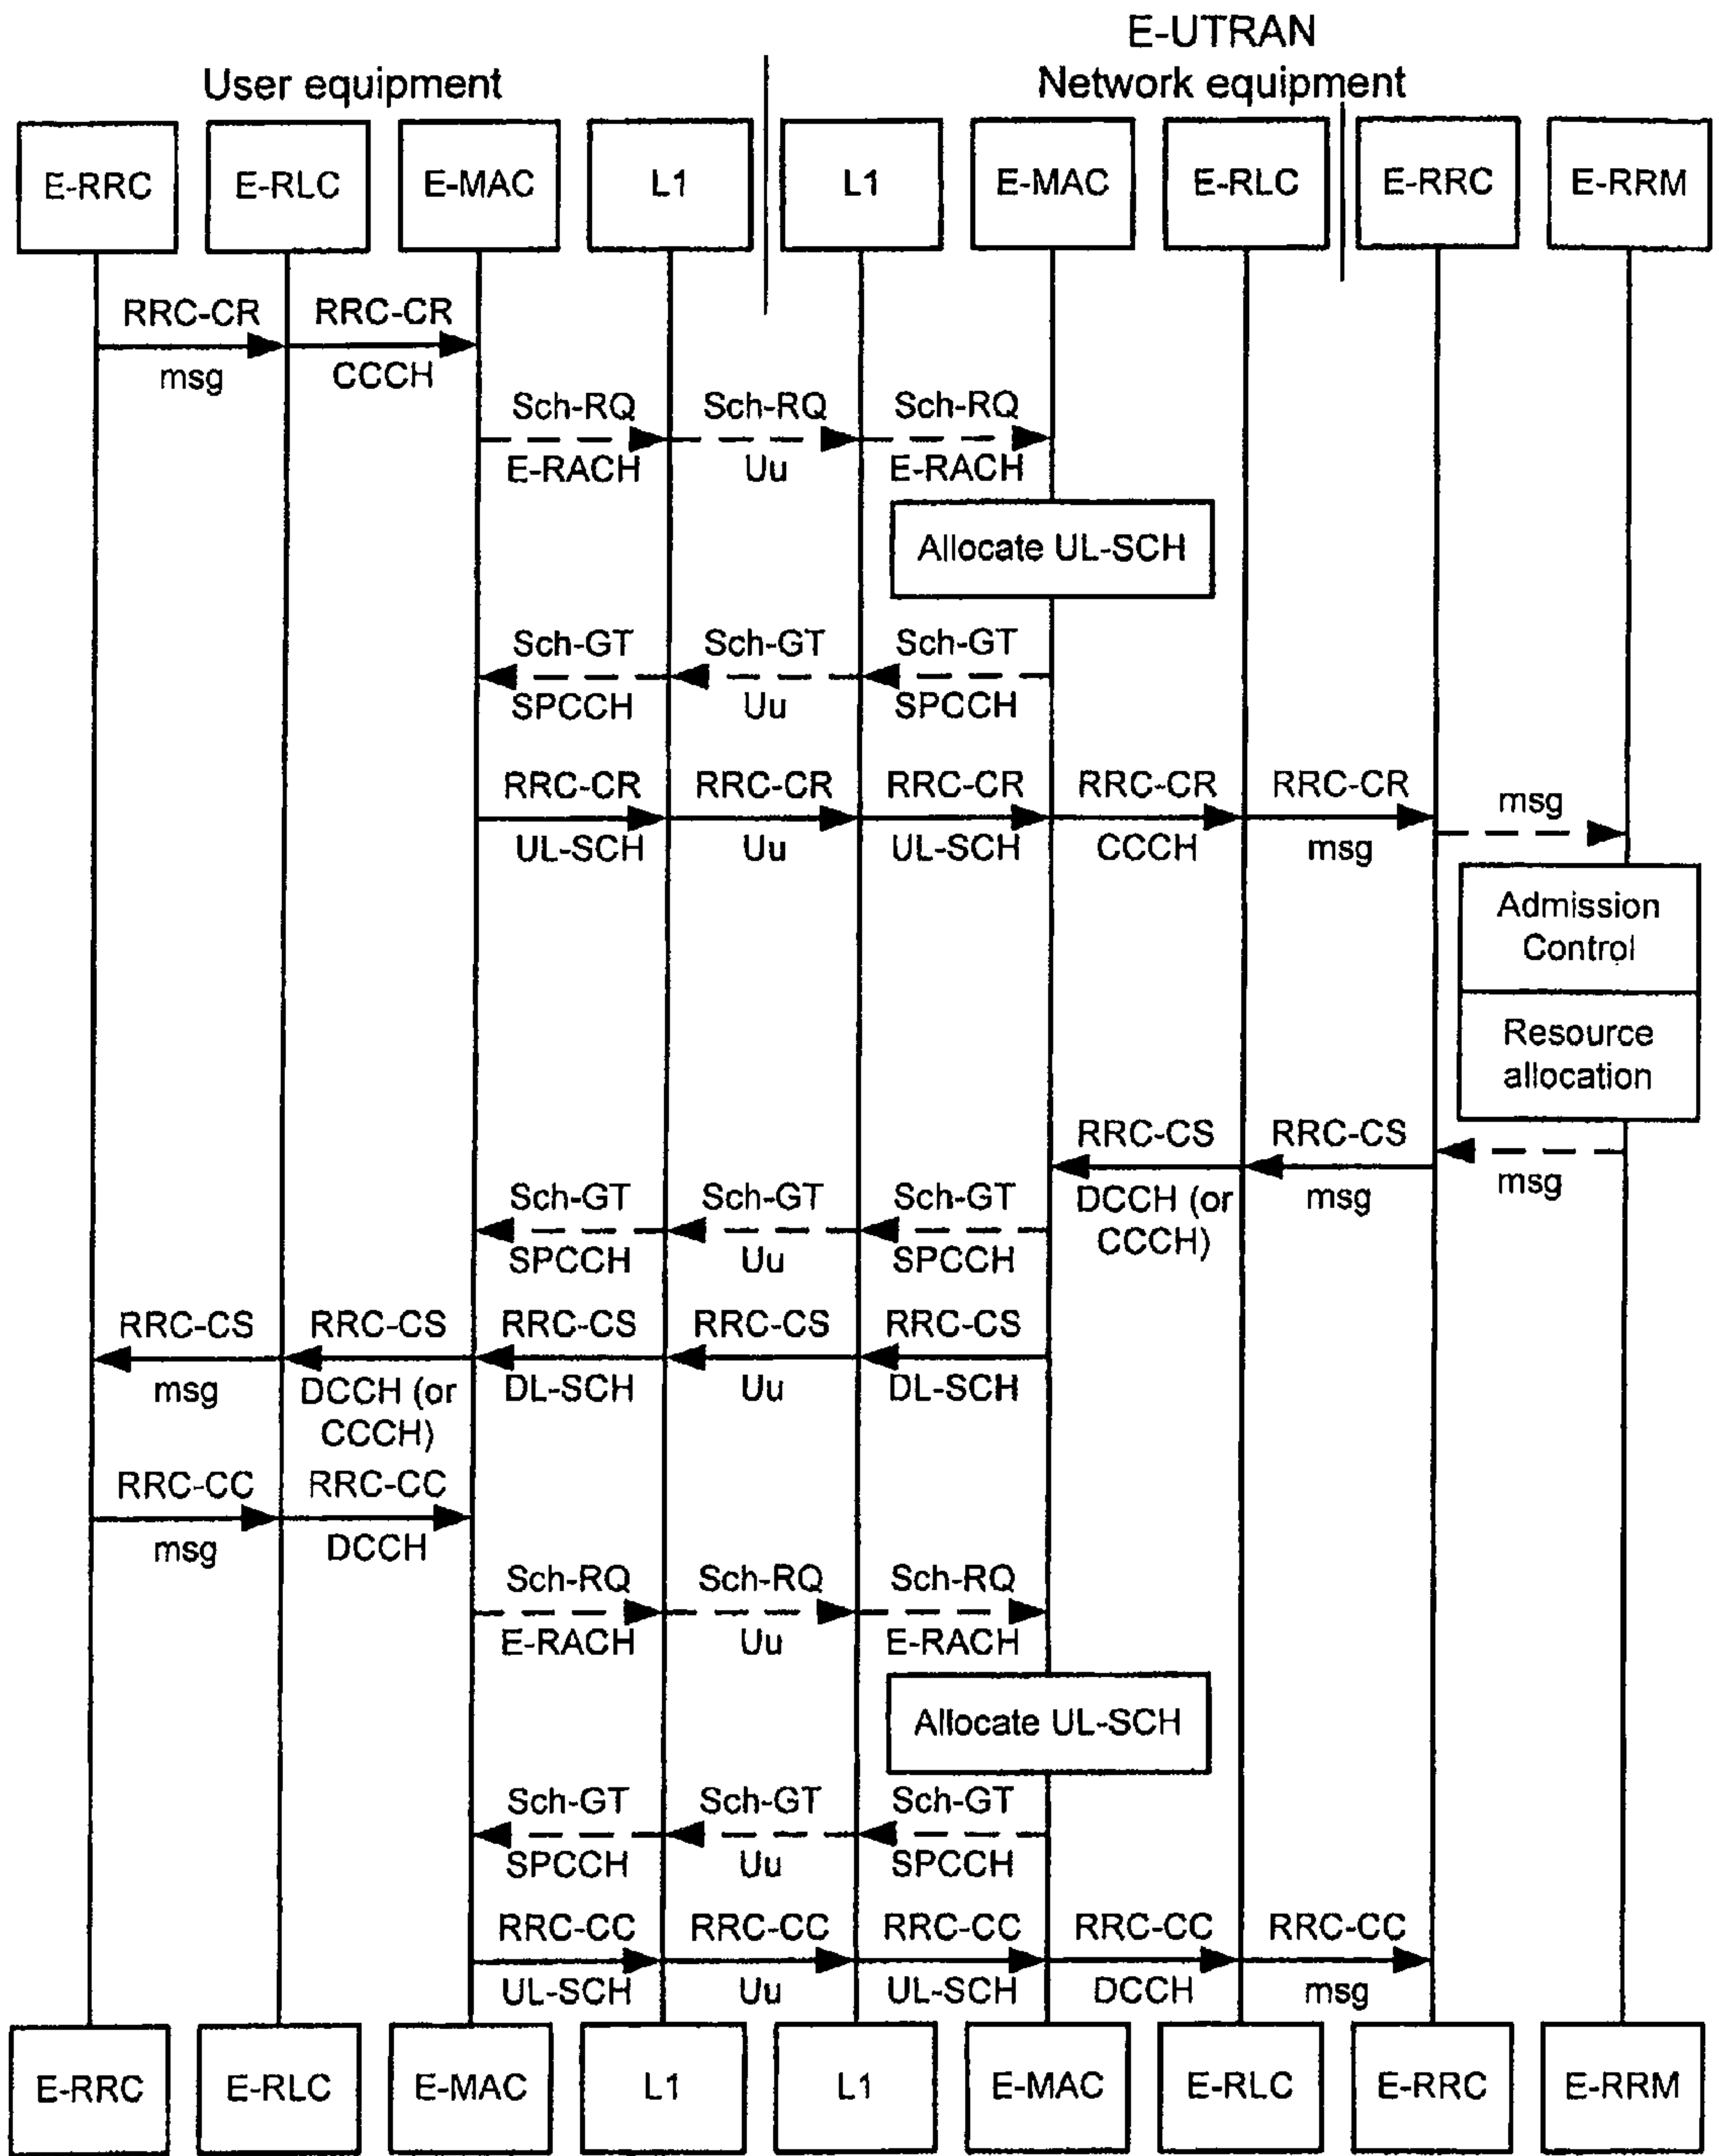 E-UTRAN
User equipment
Network equipment
E-RRC E-RLC E-MAC L1 L1 E-MAC E-RLC E-RRC E-RRM
RRC-CR RRC-CR
msg CCCH
Sch-RQ Sch-RQ Sch-RQ
E-RACH Uu E-RACH
Allocate UL-SCH
Sch-GT Sch-GT Sch-GT
SPCCH Uu SPCCH
RRC-CR RRC-CR RRC-CR RRC-CR RRC-CR msg
UL-SCH Uu UL-SCH CCCH msg
Admission
Control
Resource
allocation
RRC-CS RRC-CS
DCCH (or msg msg
CCCH)
Sch-GT Sch-GT Sch-GT
SPCCH Uu SPCCH
RRC-CS RRC-CS RRC-CS RRC-CS RRC-CS
msg DCCH (or DL-SCH Uu DL-SCH
CCCH)
RRC-CC RRC-CC
msg DCCH
Sch-RQ Sch-RQ Sch-RQ
E-RACH Uu E-RACH
Allocate UL-SCH
Sch-GT Sch-GT Sch-GT
SPCCH Uu SPCCH
RRC-CC RRC-CC RRC-CC RRC-CC RRC-CC
UL-SCH Uu UL-SCH DCCH msg
E-RRC E-RLC E-MAC L1 L1 E-MAC E-RLC E-RRC E-RRM